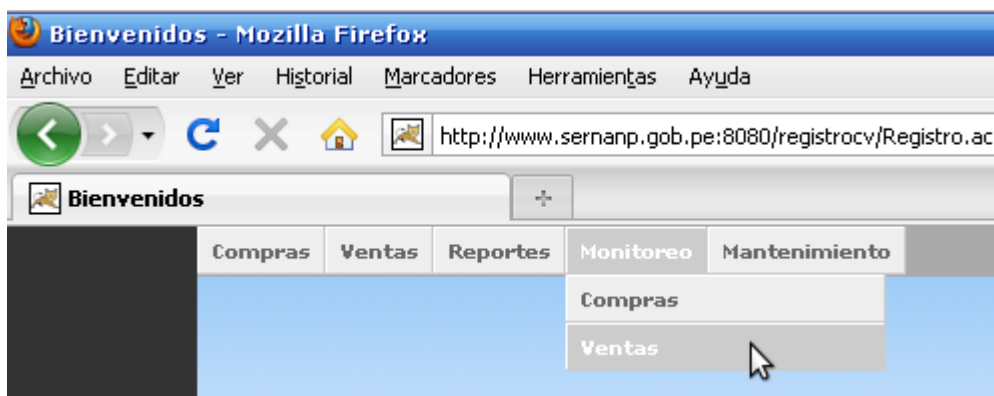 Bienvenidos - Mozilla Firefox
Archivo Editar Ver Historial Marcadores Herramientas Ayuda
http://www.sernanp.gob.pe:8080/registrocv/Registro.ac
Bienvenidos
Compras Ventas Reportes Monitoreo Mantenimiento
Compras
Ventas